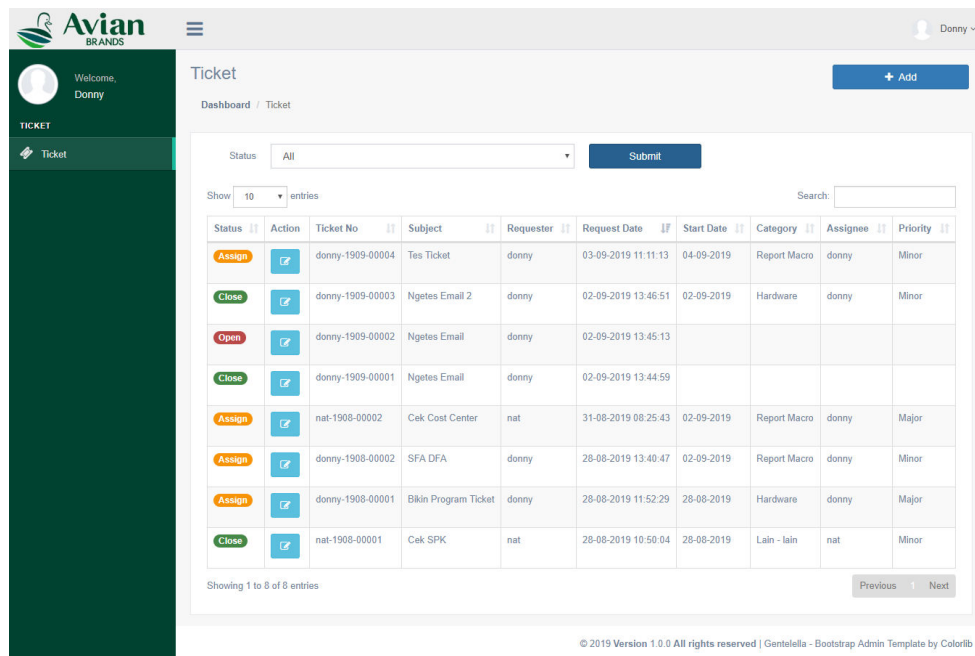 Avian
BRANDS
Donny
Welcome,
Donny
TICKET
Ticket
Ticket
+ Add
Dashboard / Ticket
Status All Submit
Show 10 entries Search:
Status Action Ticket No Subject Requester Request Date Start Date Category Assignee Priority
Assign donny-1909-00004 Tes Ticket donny 03-09-2019 11:11:13 04-09-2019 Report Macro donny Minor
Close donny-1909-00003 Ngetes Email 2 donny 02-09-2019 13:46:51 02-09-2019 Hardware donny Minor
Open donny-1909-00002 Ngetes Email donny 02-09-2019 13:45:13
Close donny-1909-00001 Ngetes Email donny 02-09-2019 13:44:59
Assign nat-1908-00002 Cek Cost Center nat 31-08-2019 08:25:43 02-09-2019 Report Macro donny Major
Assign donny-1908-00002 SFA DFA donny 28-08-2019 13:40:47 02-09-2019 Report Macro donny Minor
Assign donny-1908-00001 Bikin Program Ticket donny 28-08-2019 11:52:29 28-08-2019 Hardware donny Major
Close nat-1908-00001 Cek SPK nat 28-08-2019 10:50:04 28-08-2019 Lain - lain nat Minor
Showing 1 to 8 of 8 entries Previous 1 Next
© 2019 Version 1.0.0 All rights reserved | Gentelella - Bootstrap Admin Template by Colorlib